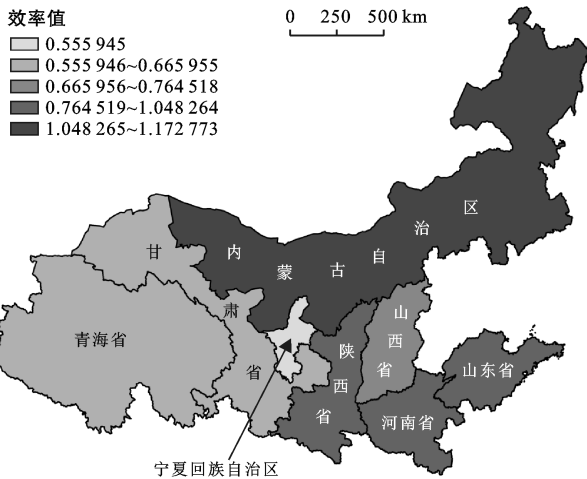 效率值
0.555 945
0.555 946~0.665 955
0.665 956~0.764 518
0.764 519~1.048 264
1.048 265~1.172 773
0 250 500 km
内蒙古自治区
甘肃省
青海省
陕西省
山西省
山东省
河南省
宁夏回族自治区